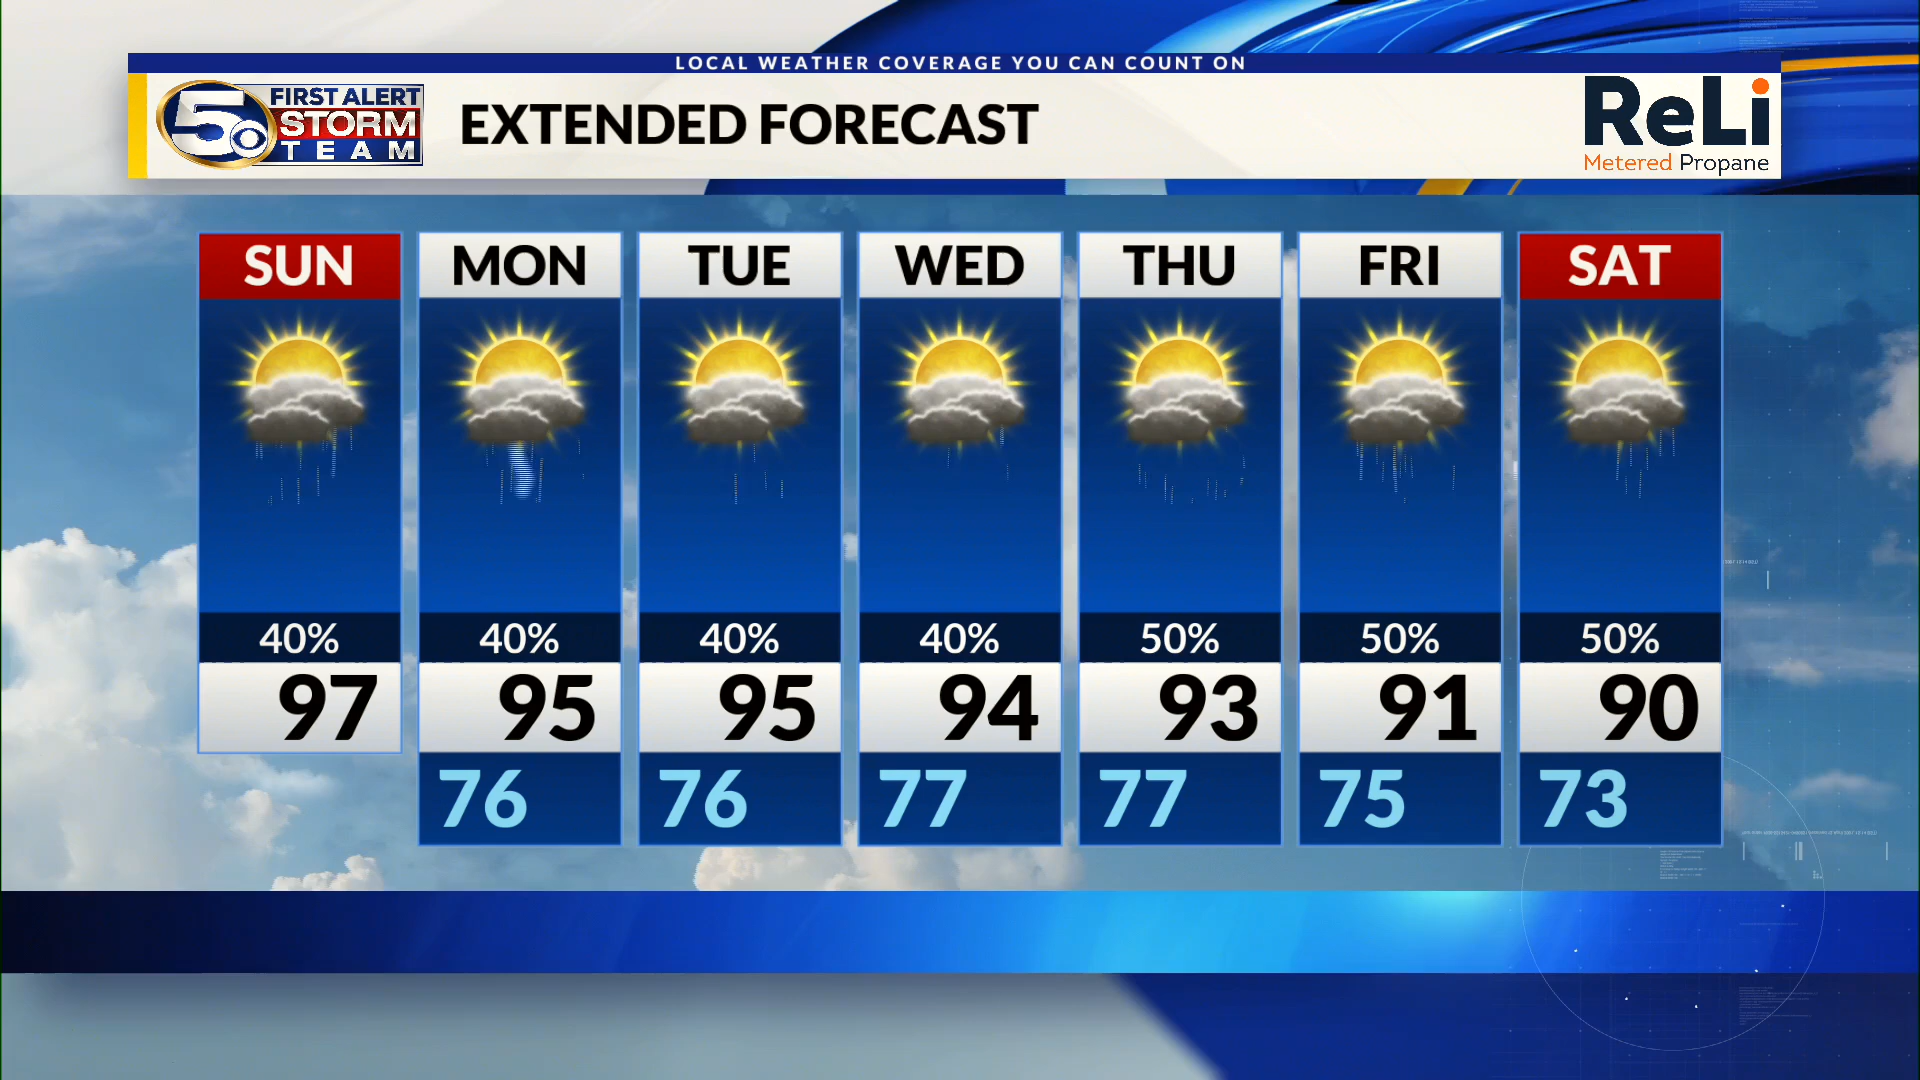 LOCAL WEATHER COVERAGE YOU CAN COUNT ON
5
FIRST ALERT
STORM
TEAM
EXTENDED FORECAST
ReLi
Metered Propane
SUN MON TUE WED THU FRI SAT
40% 40% 40% 40% 50% 50% 50%
97 95 95 94 93 91 90
76 76 77 77 75 73